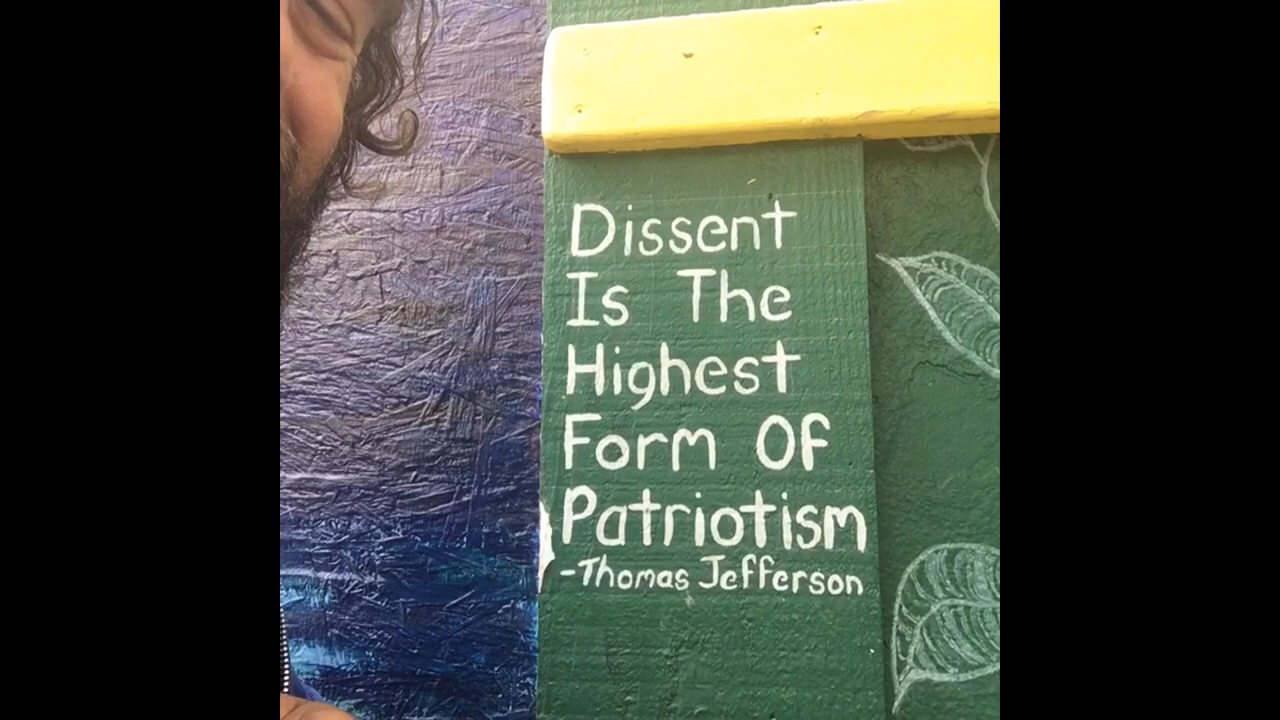 Dissent
Is The
Highest
Form Of
Patriotism
-Thomas Jefferson